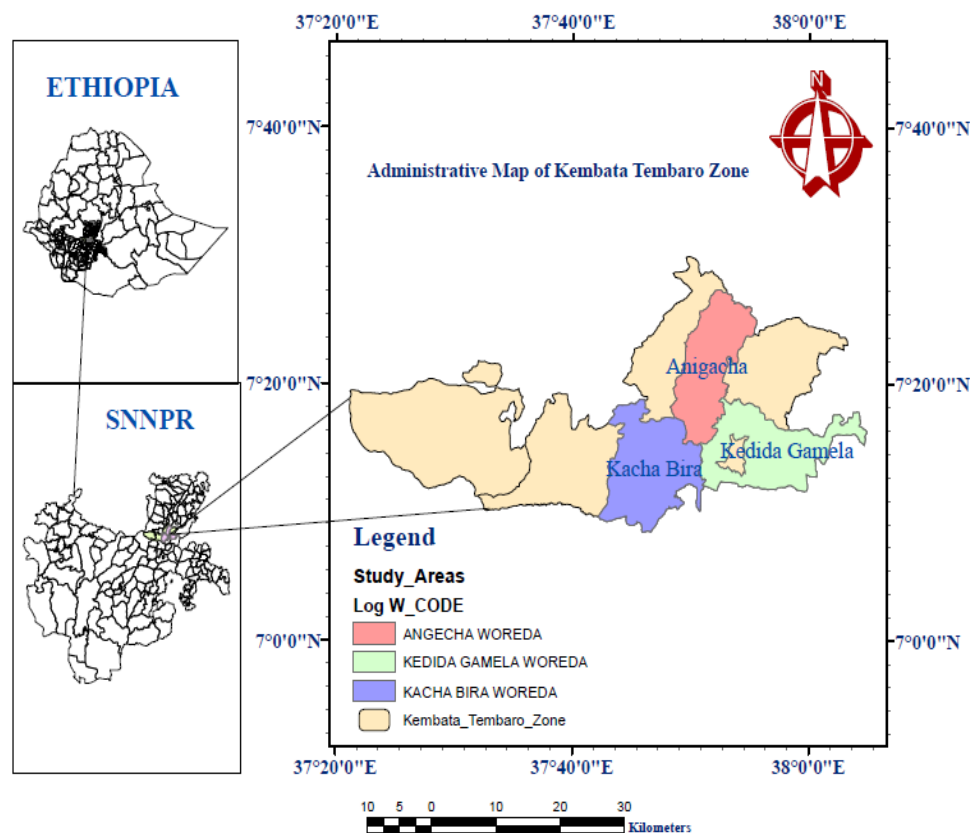 37°20'0"E 37°40'0"E 38°0'0"E
ETHIOPIA
N
7°40'0"N 7°40'0"N
Administrative Map of Kembata Tembaro Zone
Anigacha
7°20'0"N 7°20'0"N
SNNPR
Kedida Gamela
Kacha Bira
Legend
Study_Areas
Log W_CODE
ANGECHA WOREDA
7°0'0"N 7°0'0"N
KEDIDA GAMELA WOREDA
KACHA BIRA WOREDA
Kembata_Tembaro_Zone
37°20'0"E 37°40'0"E 38°0'0"E
10 5 0 10 20 30
Kilometers